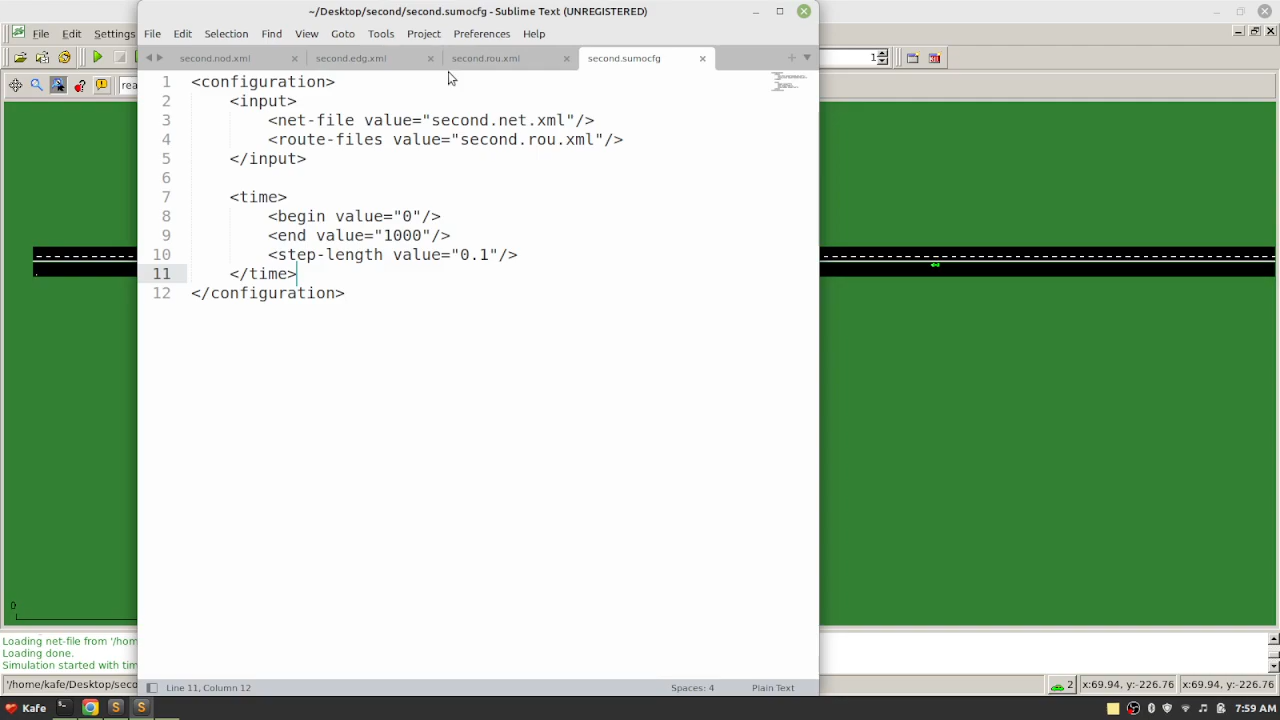 ~/Desktop/second/second.sumocfg - Sublime Text (UNREGISTERED)
File Edit Settings
File Edit Selection Find View Goto Tools Project Preferences Help
second.nod.xml second.edg.xml second.rou.xml second.sumocfg
1
rea
1 <configuration>
2 <input>
3 <net-file value="second.net.xml"/>
4 <route-files value="second.rou.xml"/>
5 </input>
6
7 <time>
8 <begin value="0"/>
9 <end value="1000"/>
10 <step-length value="0.1"/>
11 </time>
12 </configuration>
0
Loading net-file from '/hom
Loading done.
Simulation started with tim
'/home/kafe/Desktop/seco
Line 11, Column 12 Spaces: 4 Plain Text
2 x:69.94, y:-226.76 x:69.94, y:-226.76
Kafe 7:59 AM